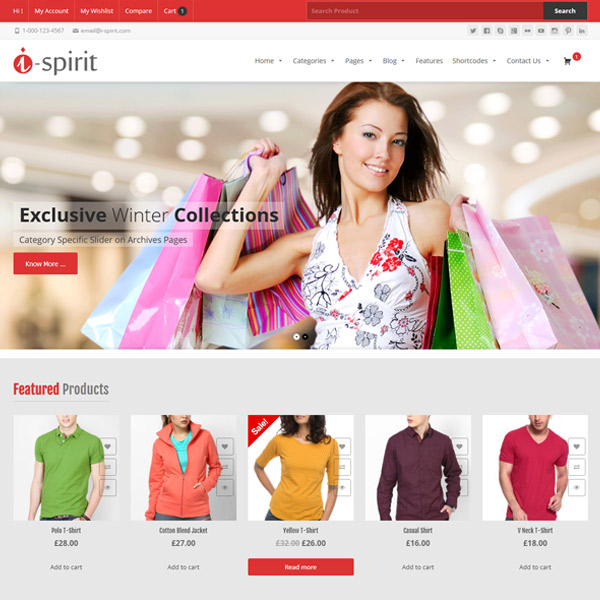 Hi ! My Account My Wishlist Compare Cart 1 Search Product Search
1-000-123-4567 email@i-spirit.com
i-spirit
Home Categories Pages Blog Features Shortcodes Contact Us 1
Exclusive Winter Collections
Category Specific Slider on Archives Pages
Know More ...
Featured Products
Sale!
Polo T-Shirt Cotton Blend Jacket Yellow T-Shirt Casual Shirt V Neck T-Shirt
£28.00 £27.00 £32.00 £26.00 £16.00 £18.00
Add to cart Add to cart Read more Add to cart Add to cart